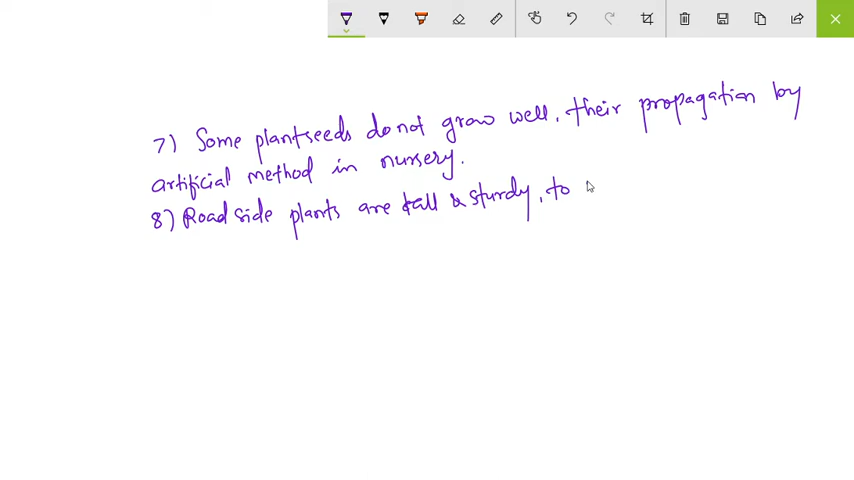 7) Some plantseeds do not grow well. their propagation by
artificial method in nursery.
8) Road side plants are tall & sturdy, to